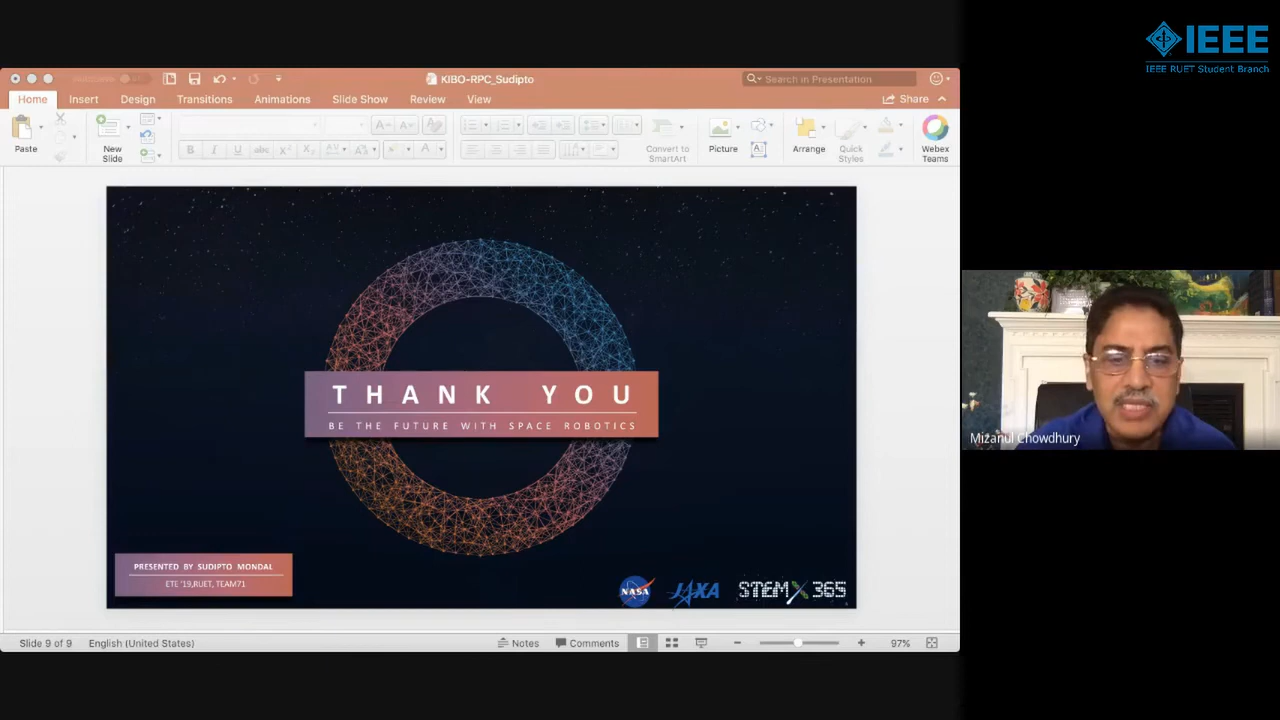 IEEE
IEEE RUET Student Branch
KIBO-RPC_Sudipto
Search in Presentation
Home Insert Design Transitions Animations Slide Show Review View
Share
Paste
New
Slide
Convert to
SmartArt
Picture
Arrange
Quick
Styles
Webex
Teams
THANK YOU
BE THE FUTURE WITH SPACE ROBOTICS
Mizanul Chowdhury
PRESENTED BY SUDIPTO MONDAL
ETE '19,RUET, TEAM71
NASA
JAXA
STEMX365
Slide 9 of 9 English (United States)
Notes Comments 97%